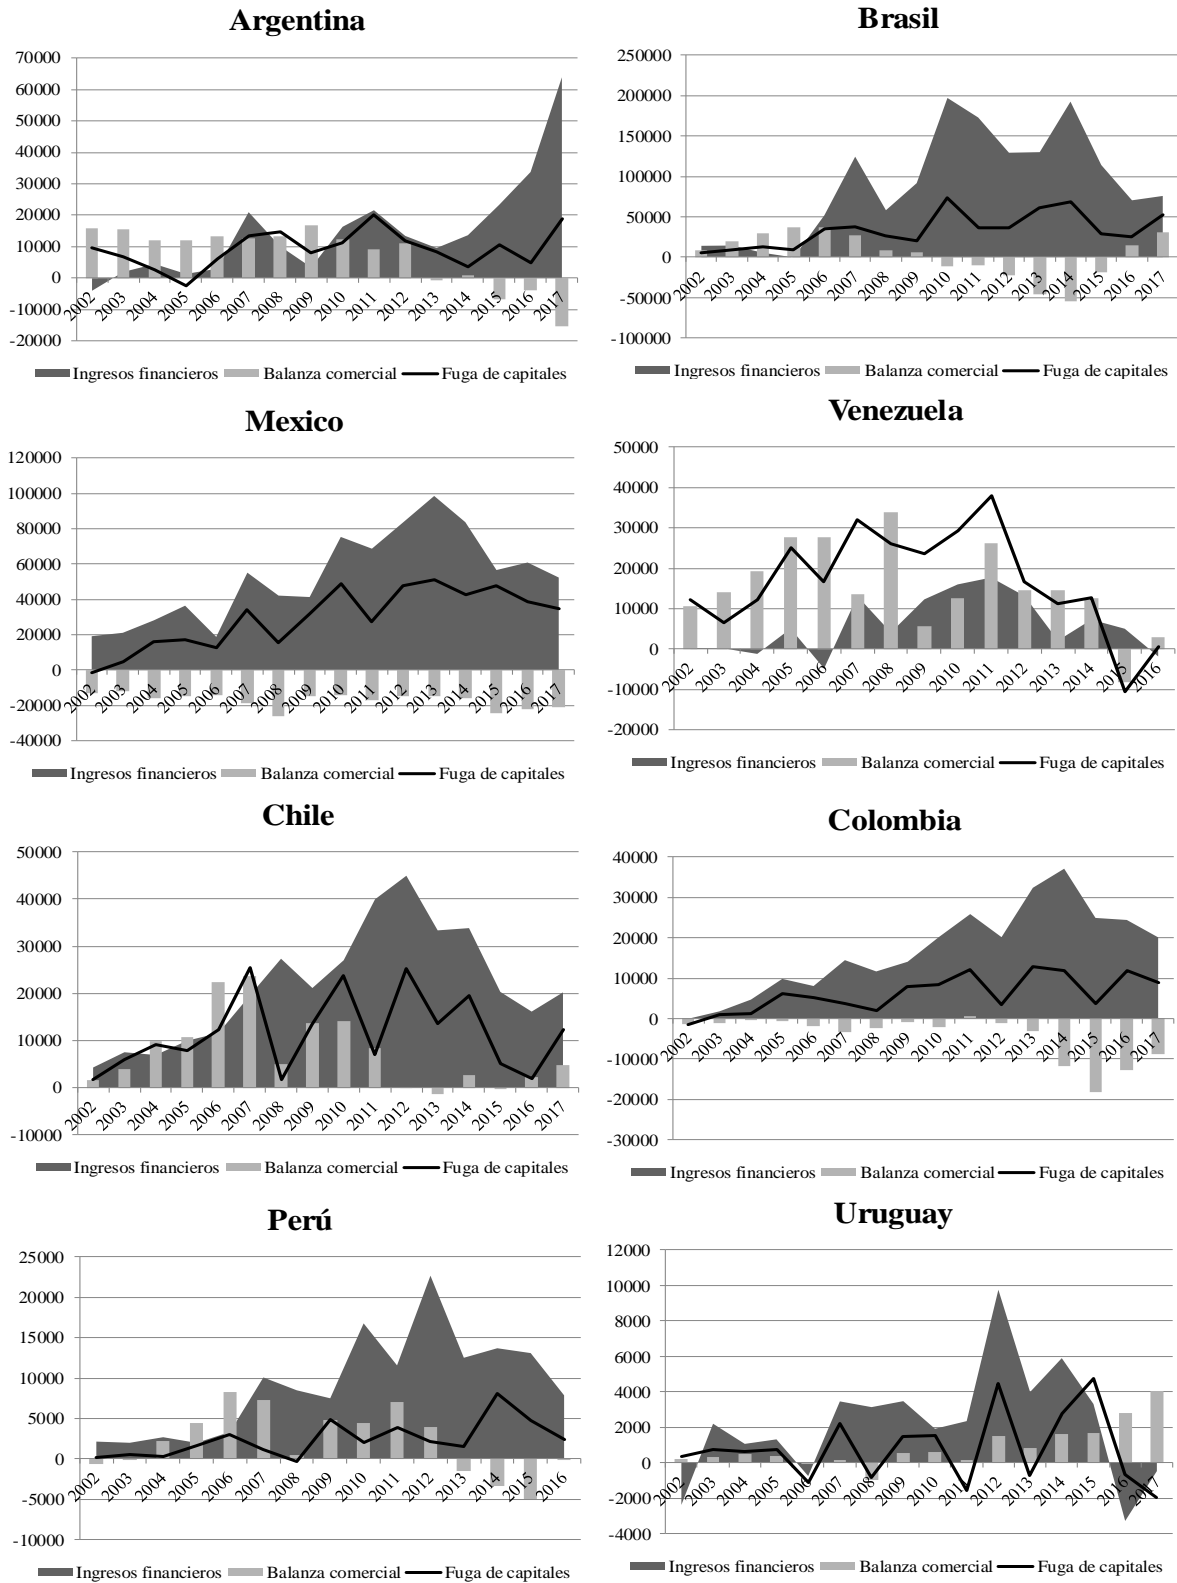 Argentina
70000
60000
50000
40000
30000
20000
10000
0
-10000
-20000
2002 2003 2004 2005 2006 2007 2008 2009 2010 2011 2012 2013 2014 2015 2016 2017
Ingresos financieros Balanza comercial Fuga de capitales
Brasil
250000
200000
150000
100000
50000
0
-50000
-100000
2002 2003 2004 2005 2006 2007 2008 2009 2010 2011 2012 2013 2014 2015 2016 2017
Ingresos financieros Balanza comercial Fuga de capitales
Mexico
120000
100000
80000
60000
40000
20000
0
-20000
-40000
2002 2003 2004 2005 2006 2007 2008 2009 2010 2011 2012 2013 2014 2015 2016 2017
Ingresos financieros Balanza comercial Fuga de capitales
Venezuela
50000
40000
30000
20000
10000
0
-10000
-20000
2002 2003 2004 2005 2006 2007 2008 2009 2010 2011 2012 2013 2014 2015 2016
Ingresos financieros Balanza comercial Fuga de capitales
Chile
50000
40000
30000
20000
10000
0
-10000
2002 2003 2004 2005 2006 2007 2008 2009 2010 2011 2012 2013 2014 2015 2016 2017
Ingresos financieros Balanza comercial Fuga de capitales
Colombia
40000
30000
20000
10000
0
-10000
-20000
-30000
2002 2003 2004 2005 2006 2007 2008 2009 2010 2011 2012 2013 2014 2015 2016 2017
Ingresos financieros Balanza comercial Fuga de capitales
Perú
25000
20000
15000
10000
5000
0
-5000
-10000
2002 2003 2004 2005 2006 2007 2008 2009 2010 2011 2012 2013 2014 2015 2016
Ingresos financieros Balanza comercial Fuga de capitales
Uruguay
12000
10000
8000
6000
4000
2000
0
-2000
-4000
2002 2003 2004 2005 2006 2007 2008 2009 2010 2011 2012 2013 2014 2015 2016 2017
Ingresos financieros Balanza comercial Fuga de capitales